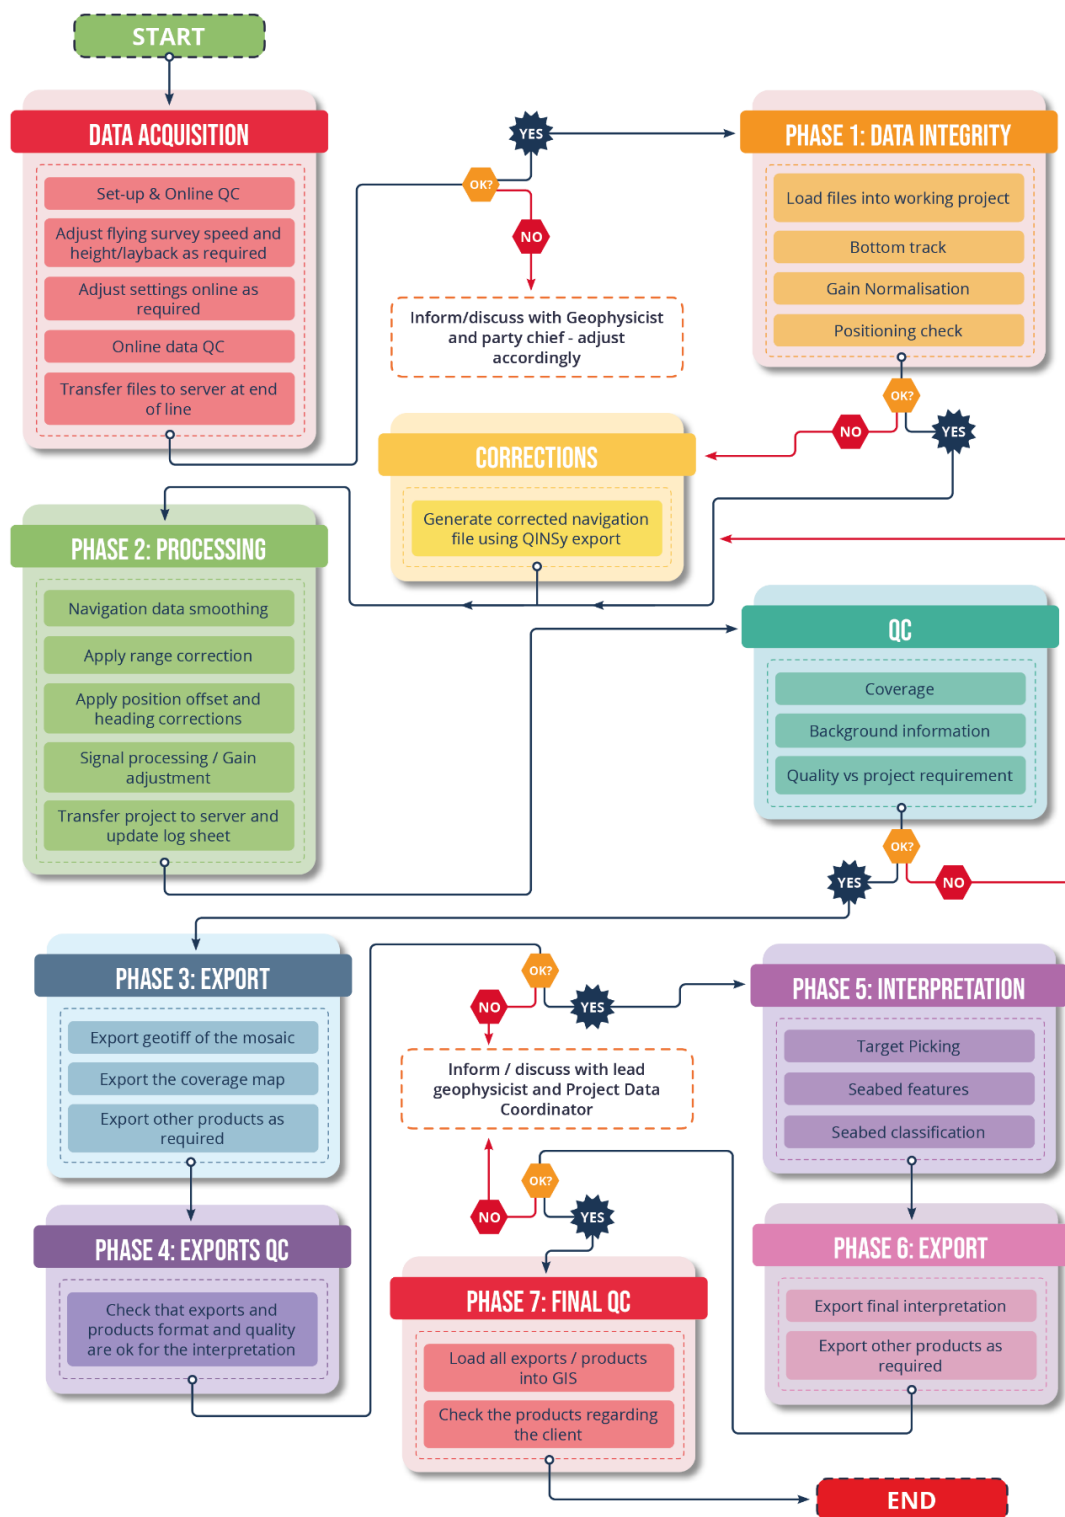 START
DATA ACQUISITION
Set-up & Online QC
Adjust flying survey speed and
height/layback as required
Adjust settings online as
required
Online data QC
Transfer files to server at end
of line
OK?
YES
NO
Inform/discuss with Geophysicist
and party chief - adjust
accordingly
PHASE 1: DATA INTEGRITY
Load files into working project
Bottom track
Gain Normalisation
Positioning check
OK?
NO
YES
CORRECTIONS
Generate corrected navigation
file using QINSy export
PHASE 2: PROCESSING
Navigation data smoothing
Apply range correction
Apply position offset and
heading corrections
Signal processing / Gain
adjustment
Transfer project to server and
update log sheet
QC
Coverage
Background information
Quality vs project requirement
OK?
YES
NO
PHASE 3: EXPORT
Export geotiff of the mosaic
Export the coverage map
Export other products as
required
PHASE 4: EXPORTS QC
Check that exports and
products format and quality
are ok for the interpretation
OK?
NO
YES
Inform / discuss with lead
geophysicist and Project Data
Coordinator
PHASE 5: INTERPRETATION
Target Picking
Seabed features
Seabed classification
PHASE 6: EXPORT
Export final interpretation
Export other products as
required
OK?
NO
YES
PHASE 7: FINAL QC
Load all exports / products
into GIS
Check the products regarding
the client
END